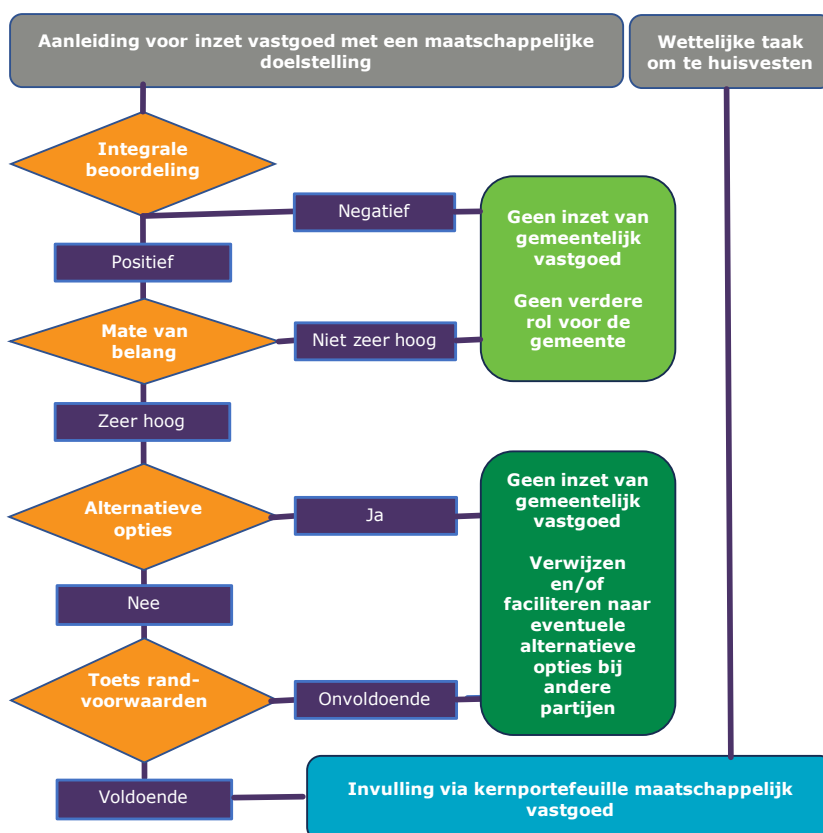 Aanleiding voor inzet vastgoed met een maatschappelijke
doelstelling
Wettelijke taak
om te huisvesten
Integrale
beoordeling
Negatief
Geen inzet van
gemeentelijk
vastgoed
Geen verdere
rol voor de
gemeente
Positief
Mate van
belang
Niet zeer hoog
Zeer hoog
Alternatieve
opties
Ja
Geen inzet van
gemeentelijk
vastgoed
Verwijzen
en/of
faciliteren naar
eventuele
alternatieve
opties bij
andere
partijen
Nee
Toets rand-
voorwaarden
Onvoldoende
Voldoende
Invulling via kernportefeuille maatschappelijk
vastgoed